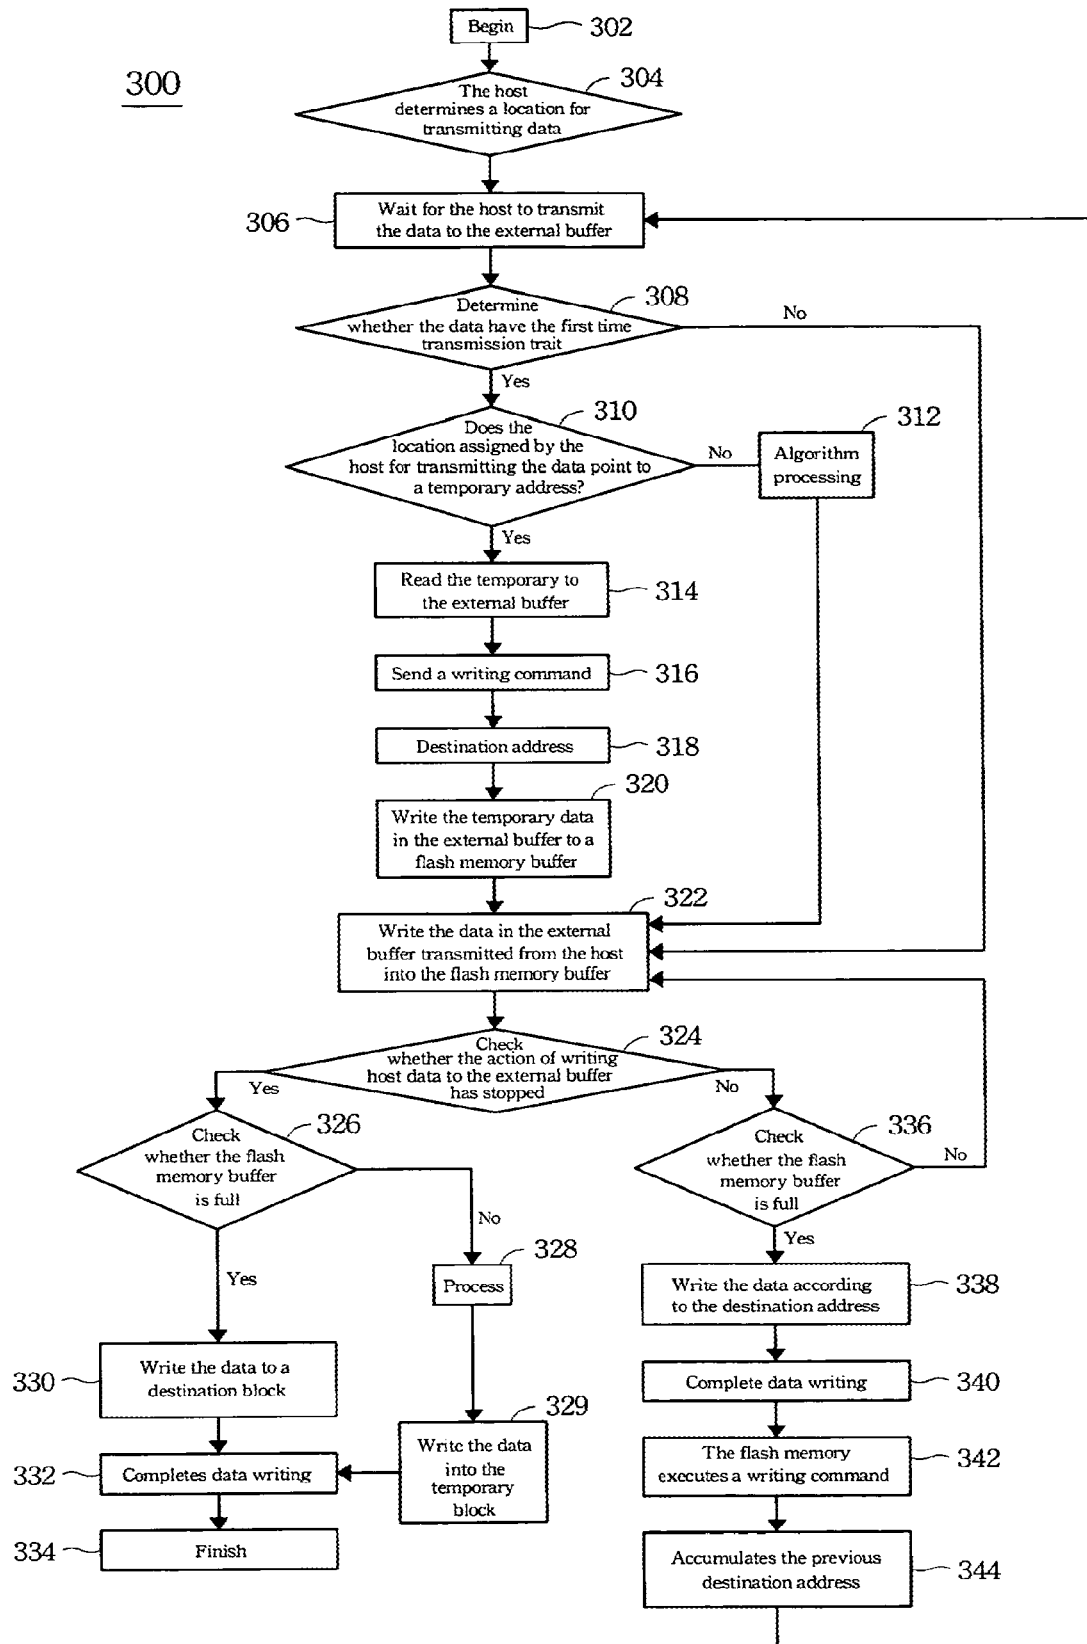 Begin
302
300
304
The host
determines a location for
transmitting data
306
Wait for the host to transmit
the data to the external buffer
308
Determine
whether the data have the first time
transmission trait
No
Yes
310
Does the
location assigned by the
host for transmitting the data point to
a temporary address?
No
312
Algorithm
processing
Yes
Read the temporary to
the external buffer
314
Send a writing command
316
Destination address
318
320
Write the temporary data
in the external buffer to a
flash memory buffer
322
Write the data in the external
buffer transmitted from the host
into the flash memory buffer
324
Check
whether the action of writing
host data to the external buffer
has stopped
Yes
No
326
Check
whether the flash
memory buffer
is full
336
Check
whether the flash
memory buffer
is full
No
No
Yes
Yes
328
Process
Write the data according
to the destination address
338
330
Write the data to a
destination block
Complete data writing
340
329
Write the data
into the
temporary
block
The flash memory
executes a writing command
342
332
Completes data writing
334
Finish
Accumulates the previous
destination address
344